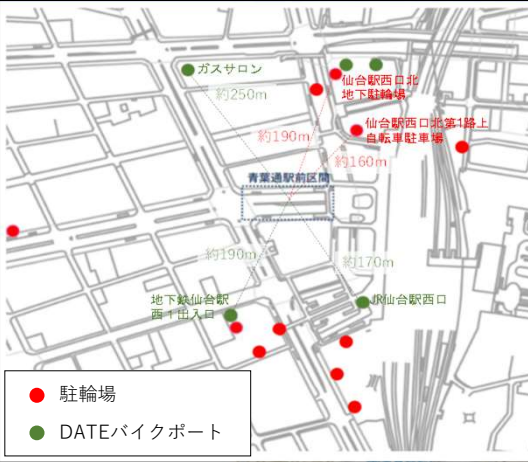 ガスサロン
約250m
仙台駅西口北
地下駐輪場
仙台駅西口北第1路上
自転車駐車場
約190m
約160m
青葉通駅前区間
約190m
約170m
地下鉄仙台駅
西1出入口
JR仙台駅西口
駐輪場
DATEバイクポート